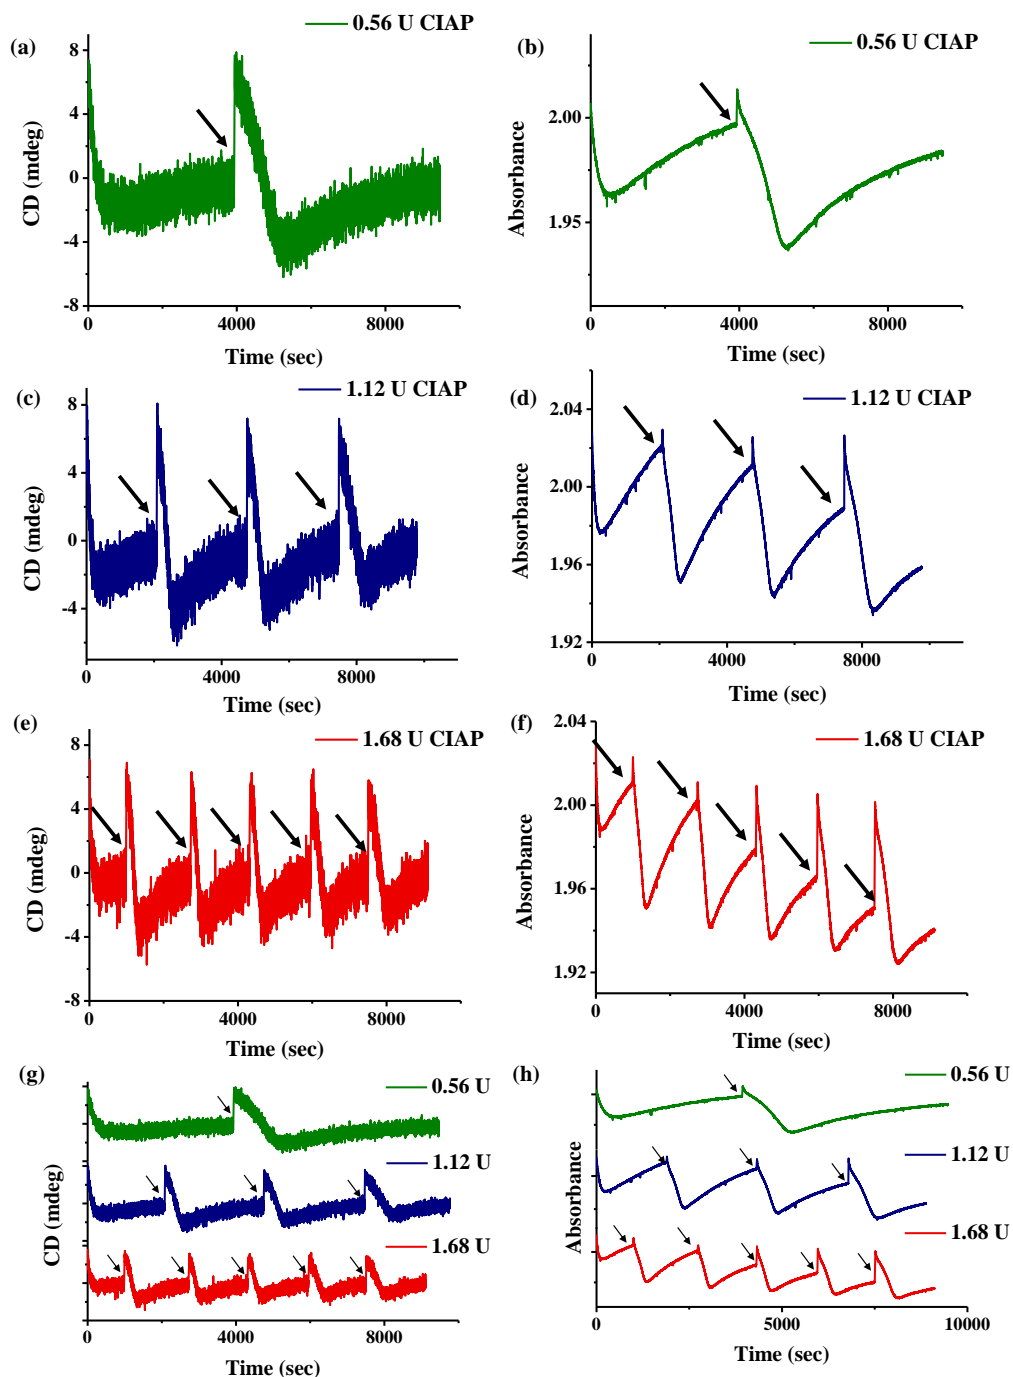 (a)
0.56 U CIAP
8
4
0
-4
-8
CD (mdeg)
0
4000
8000
Time (sec)
(b)
0.56 U CIAP
2.00
1.95
Absorbance
0
4000
8000
Time (sec)
(c)
1.12 U CIAP
8
4
0
-4
CD (mdeg)
0
4000
8000
Time (sec)
(d)
1.12 U CIAP
2.04
2.00
1.96
1.92
Absorbance
0
4000
8000
Time (sec)
(e)
1.68 U CIAP
8
4
0
-4
-8
CD (mdeg)
0
4000
8000
Time (sec)
(f)
1.68 U CIAP
2.04
2.00
1.96
1.92
Absorbance
0
4000
8000
Time (sec)
(g)
0.56 U
1.12 U
1.68 U
CD (mdeg)
0
4000
8000
Time (sec)
(h)
0.56 U
1.12 U
1.68 U
Absorbance
0
5000
10000
Time (sec)